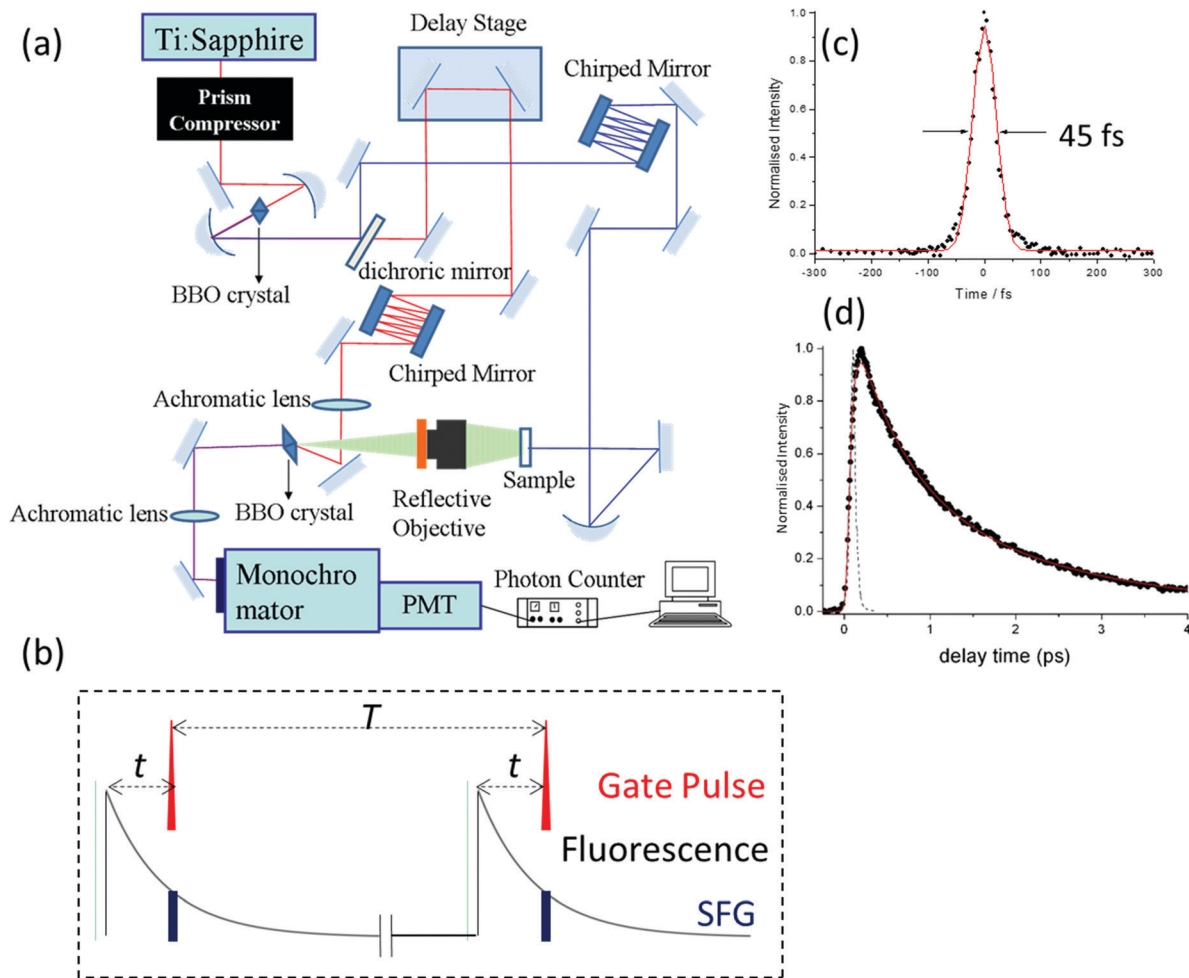 (a)
Ti:Sapphire
Prism
Compressor
BBO crystal
dichroric mirror
Delay Stage
Chirped Mirror
Chirped Mirror
Achromatic lens
BBO crystal
Reflective
Objective
Sample
Achromatic lens
Monochro
mator
PMT
Photon Counter
(b)
T
t
t
Gate Pulse
Fluorescence
SFG
(c)
Normalised Intensity
1.0
0.8
0.6
0.4
0.2
0.0
45 fs
-300
-200
-100
0
100
200
300
Time / fs
(d)
Normalised Intensity
1.0
0.8
0.6
0.4
0.2
0.0
0
1
2
3
4
delay time (ps)